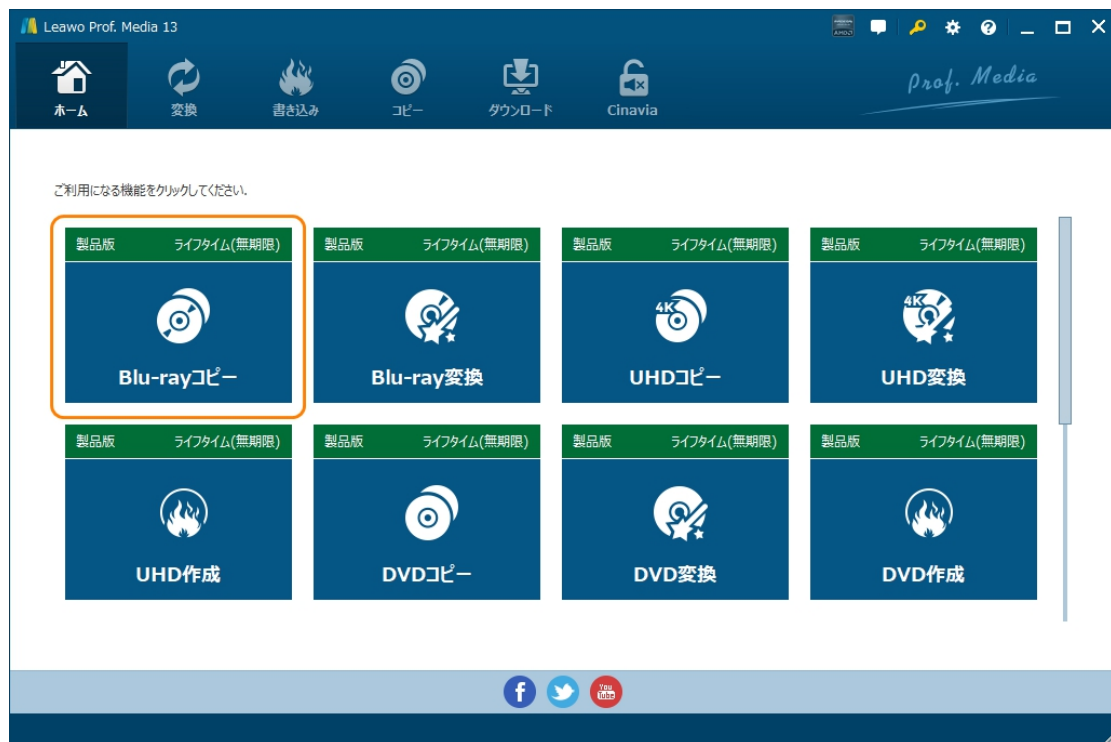 Leawo Prof. Media 13
AMD
ホーム 変換 書き込み コピー ダウンロード Cinavia
Prof. Media
ご利用になる機能をクリックしてください.
製品版 ライフタイム(無期限) 製品版 ライフタイム(無期限) 製品版 ライフタイム(無期限) 製品版 ライフタイム(無期限)
4K 4K
Blu-rayコピー Blu-ray変換 UHDコピー UHD変換
製品版 ライフタイム(無期限) 製品版 ライフタイム(無期限) 製品版 ライフタイム(無期限) 製品版 ライフタイム(無期限)
UHD作成 DVDコピー DVD変換 DVD作成
f You Tube